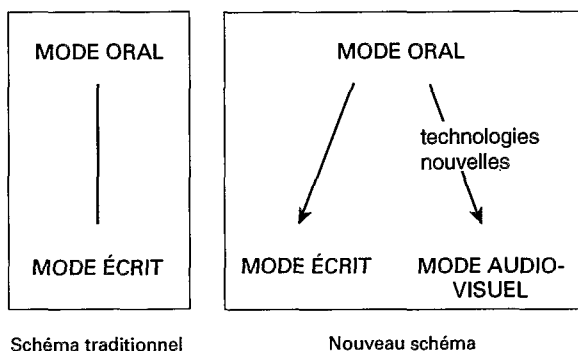 MODE ORAL
MODE ÉCRIT
Schéma traditionnel
MODE ORAL
technologies
nouvelles
MODE ÉCRIT
MODE AUDIO-
VISUEL
Nouveau schéma